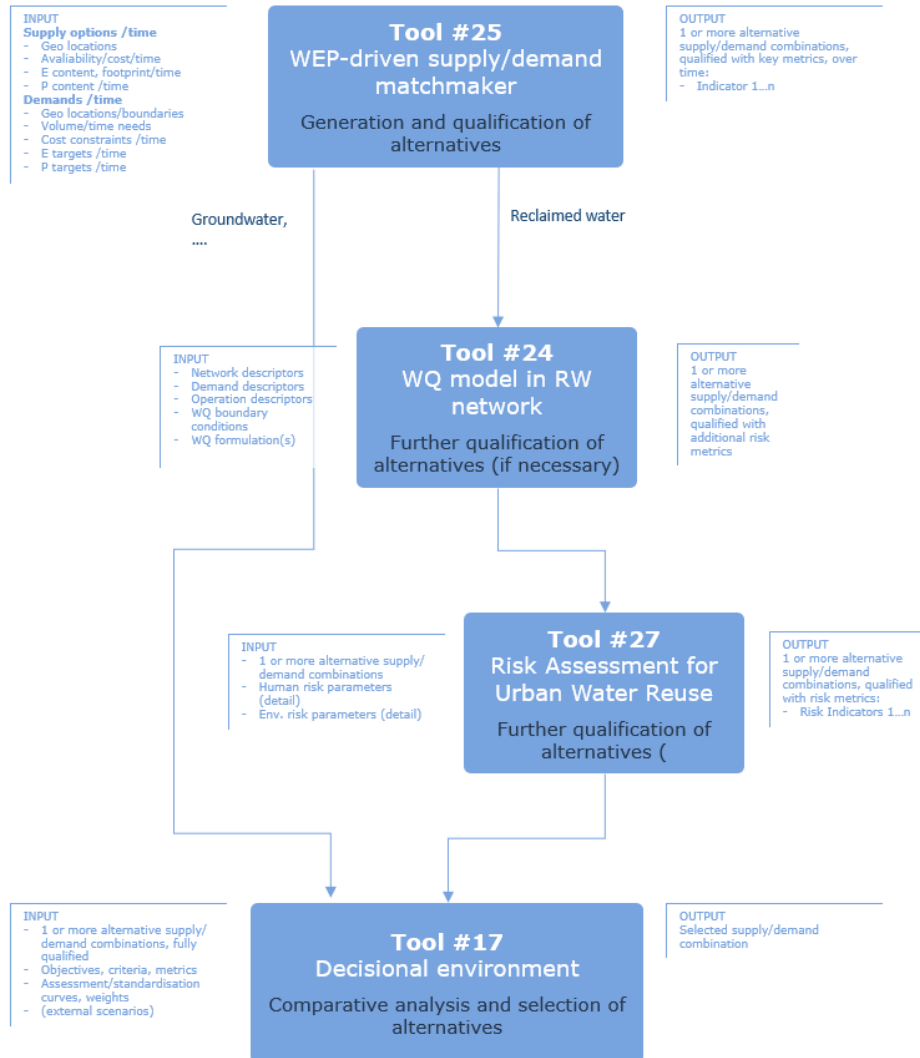 INPUT
Supply options /time
- Geo locations
- Avaliability/cost/time
- E content, footprint/time
- P content /time
Demands /time
- Geo locations/boundaries
- Volume/time needs
- Cost constraints /time
- E targets /time
- P targets /time
Tool #25
WEP-driven supply/demand
matchmaker
Generation and qualification of
alternatives
OUTPUT
1 or more alternative
supply/demand combinations,
qualified with key metrics, over
time:
- Indicator 1...n
Groundwater,
....
Reclaimed water
INPUT
- Network descriptors
- Demand descriptors
- Operation descriptors
- WQ boundary
conditions
- WQ formulation(s)
Tool #24
WQ model in RW
network
Further qualification of
alternatives (if necessary)
OUTPUT
1 or more
alternative
supply/demand
combinations,
qualified with
additional risk
metrics
INPUT
- 1 or more alternative supply/
demand combinations
- Human risk parameters
(detail)
- Env. risk parameters (detail)
Tool #27
Risk Assessment for
Urban Water Reuse
Further qualification of
alternatives (
OUTPUT
1 or more alternative
supply/demand
combinations, qualified
with risk metrics:
- Risk Indicators 1...n
INPUT
- 1 or more alternative supply/
demand combinations, fully
qualified
- Objectives, criteria, metrics
- Assessment/standardisation
curves, weights
- (external scenarios)
Tool #17
Decisional environment
Comparative analysis and selection of
alternatives
OUTPUT
Selected supply/demand
combination